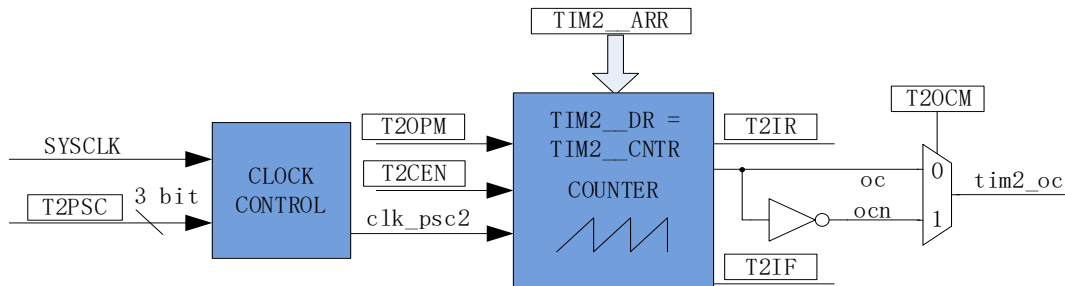 TIM2__ARR
T2OCM
SYSCLK
T2PSC
3 bit
CLOCK
CONTROL
T2OPM
T2CEN
clk_psc2
TIM2__DR =
TIM2__CNTR
COUNTER
T2IR
oc
ocn
T2IF
0
1
tim2_oc